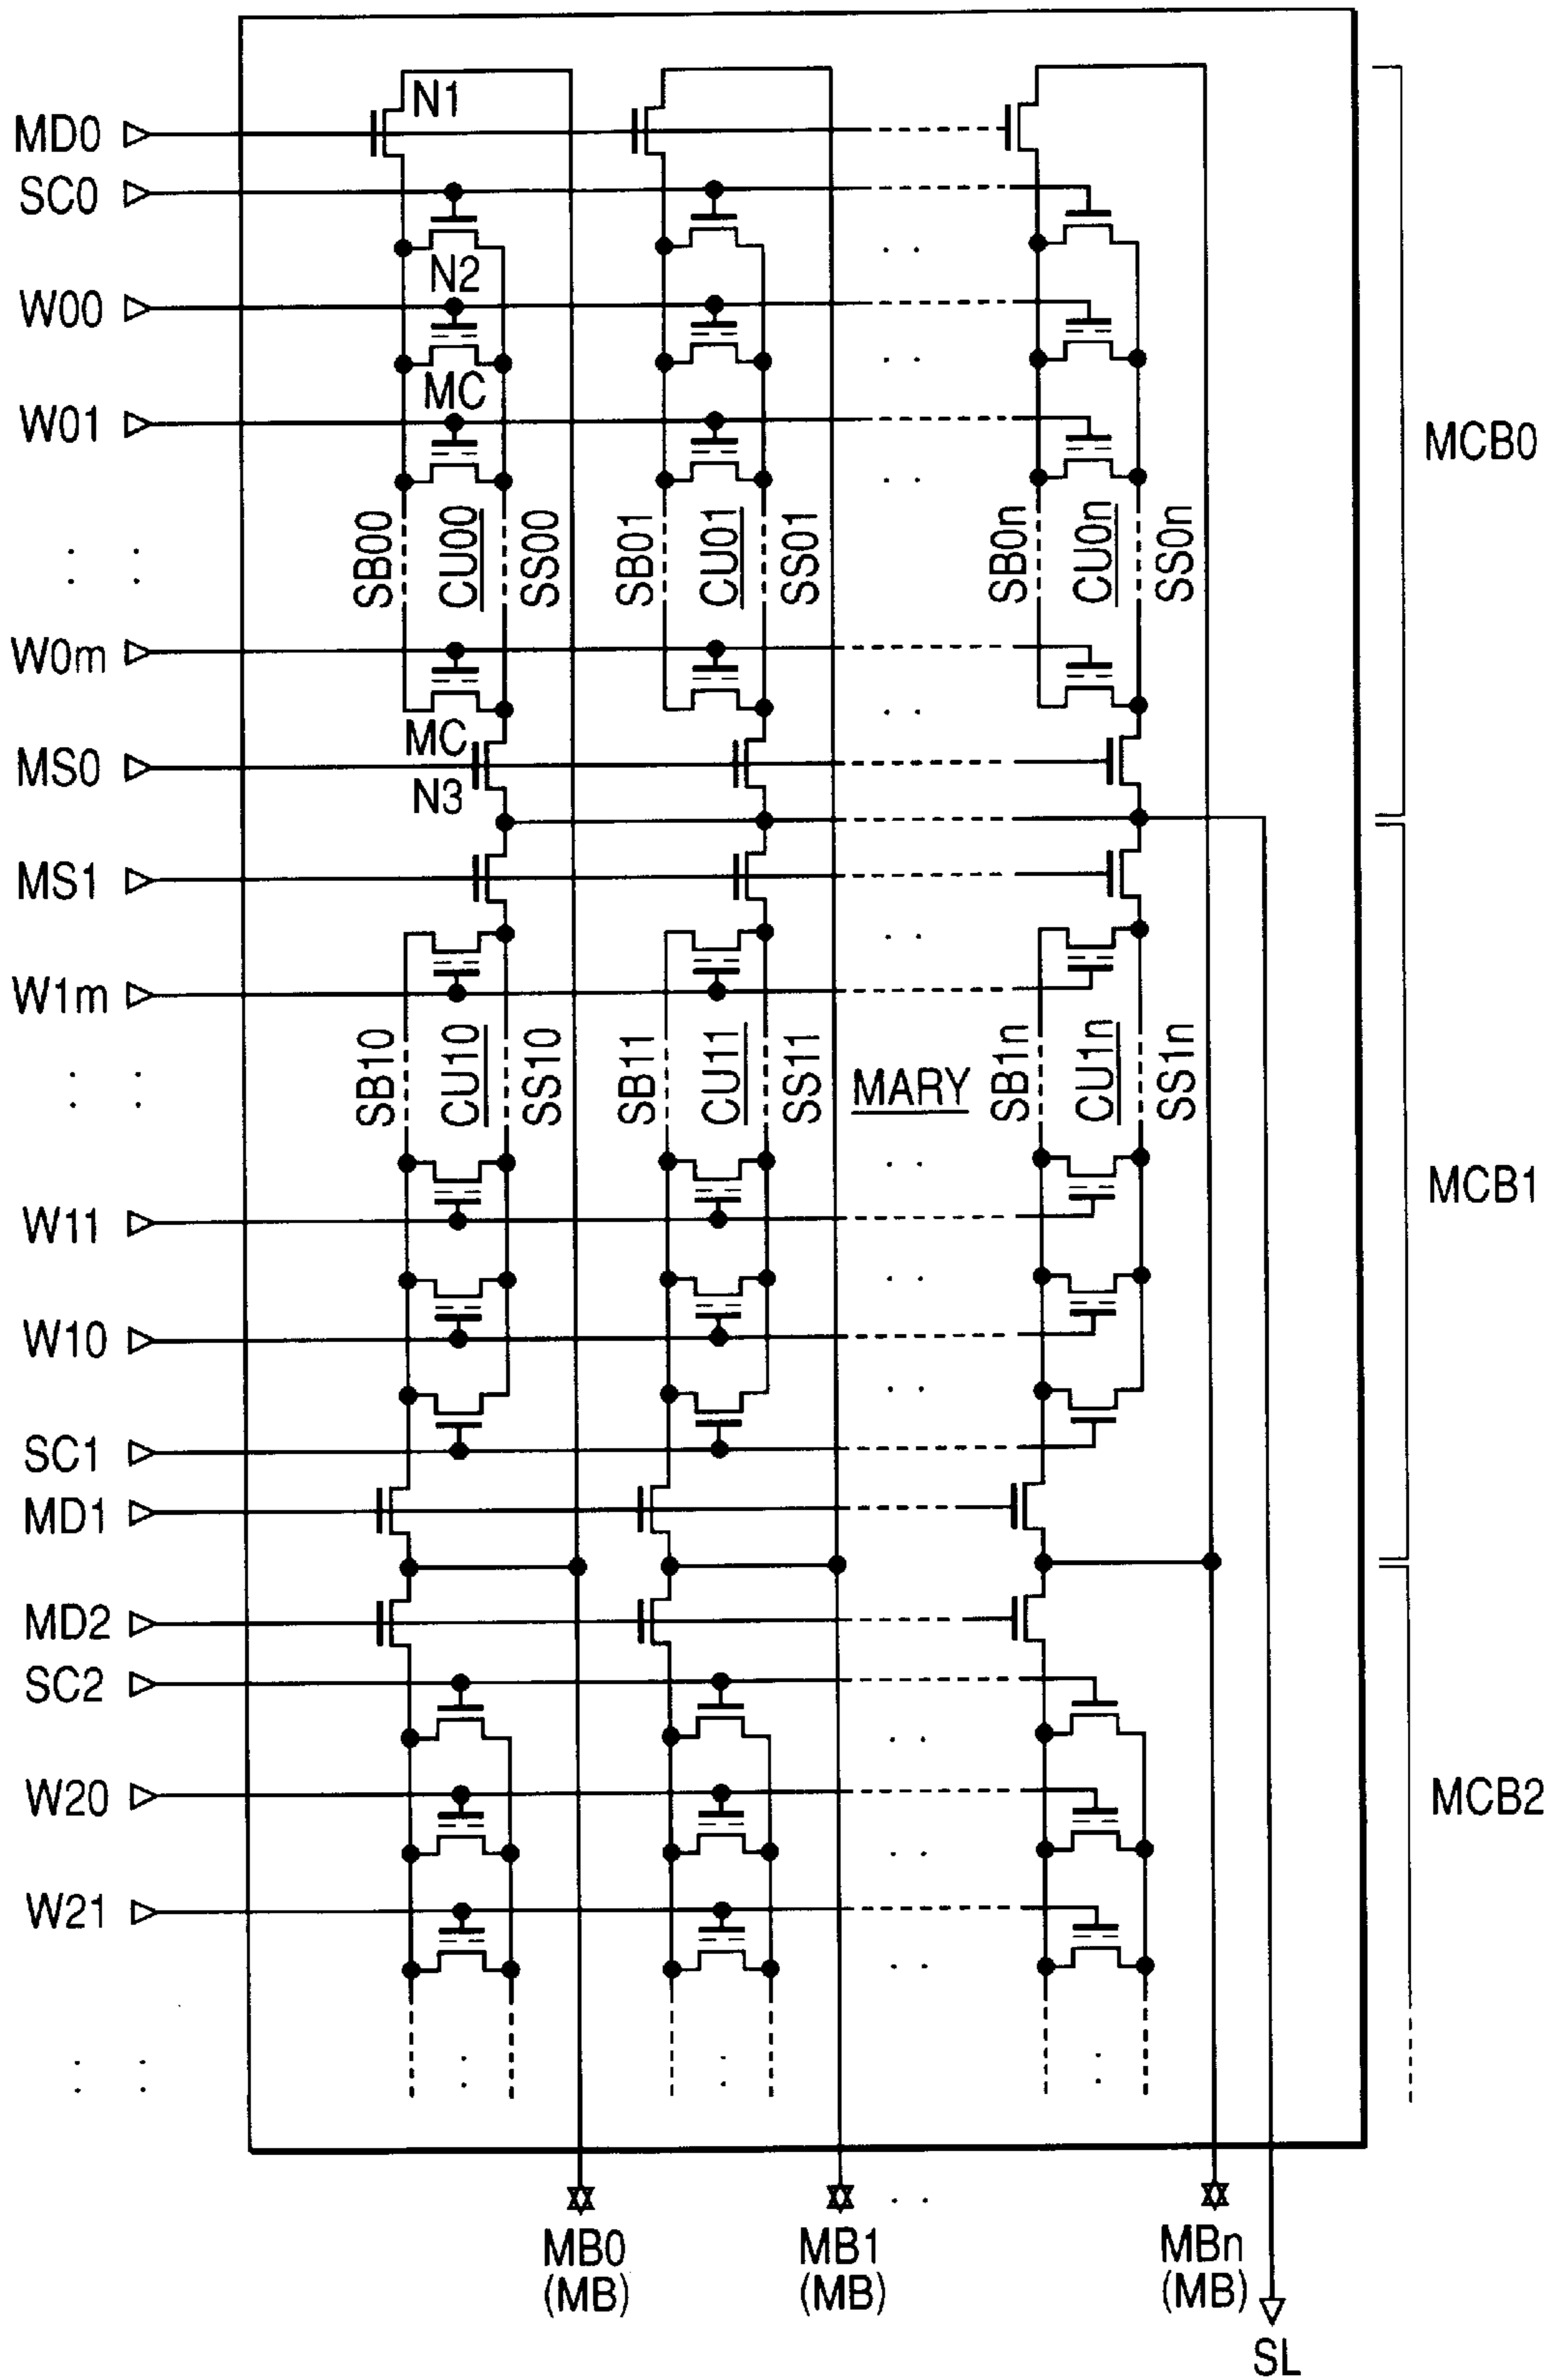 MD0 N1
SC0
N2
W00
MC
W01
MCB0
SB00 CU00 SS00 SB01 CU01 SS01 SB0n CU0n SS0n
W0m
MC
MS0
N3
MS1
W1m
SB10 CU10 SS10 SB11 CU11 SS11 MARY SB1n CU1n SS1n
MCB1
W11
W10
SC1
MD1
MD2
SC2
W20
MCB2
W21
MB0 MB1 MBn
(MB) (MB) (MB)
SL